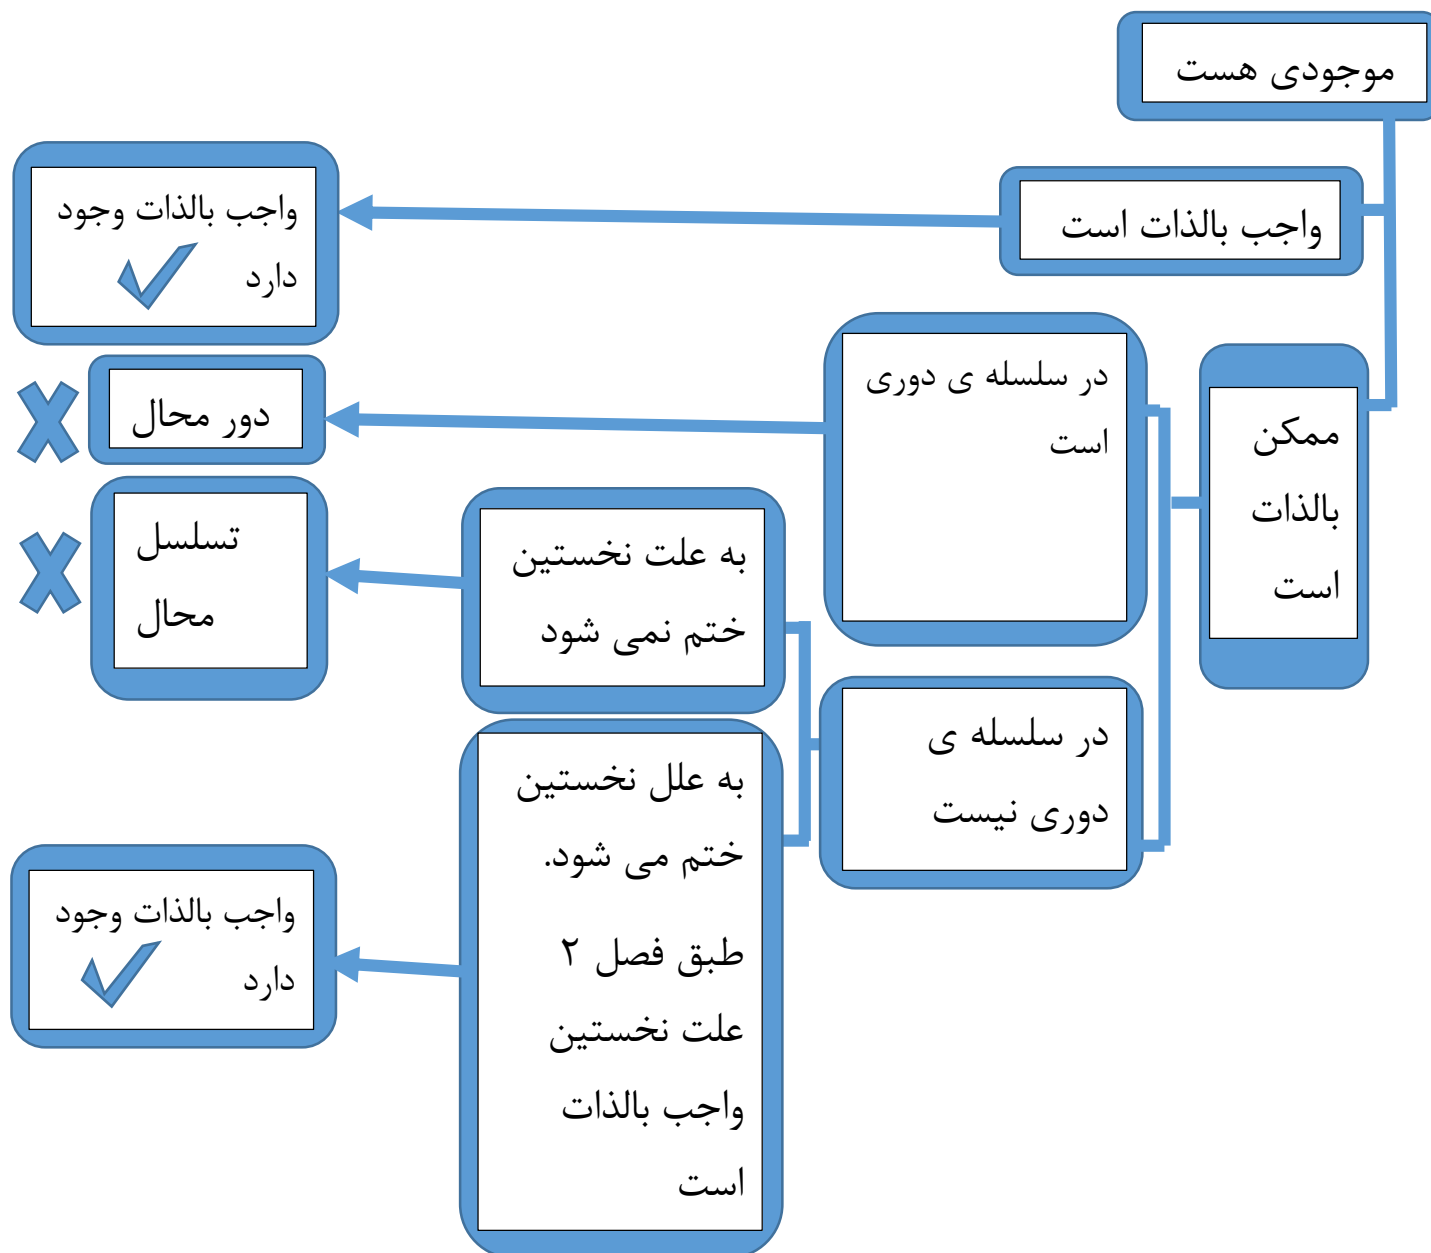 موجودی هست
واجب بالذات است
واجب بالذات وجود
دارد
ممکن
بالذات
است
در سلسله ی دوری
است
دور محال
در سلسله ی
دوری نیست
به علت نخستین
ختم نمی شود
تسلسل
محال
به علل نخستین
ختم می شود.
طبق فصل ۲
علت نخستین
واجب بالذات
است
واجب بالذات وجود
دارد